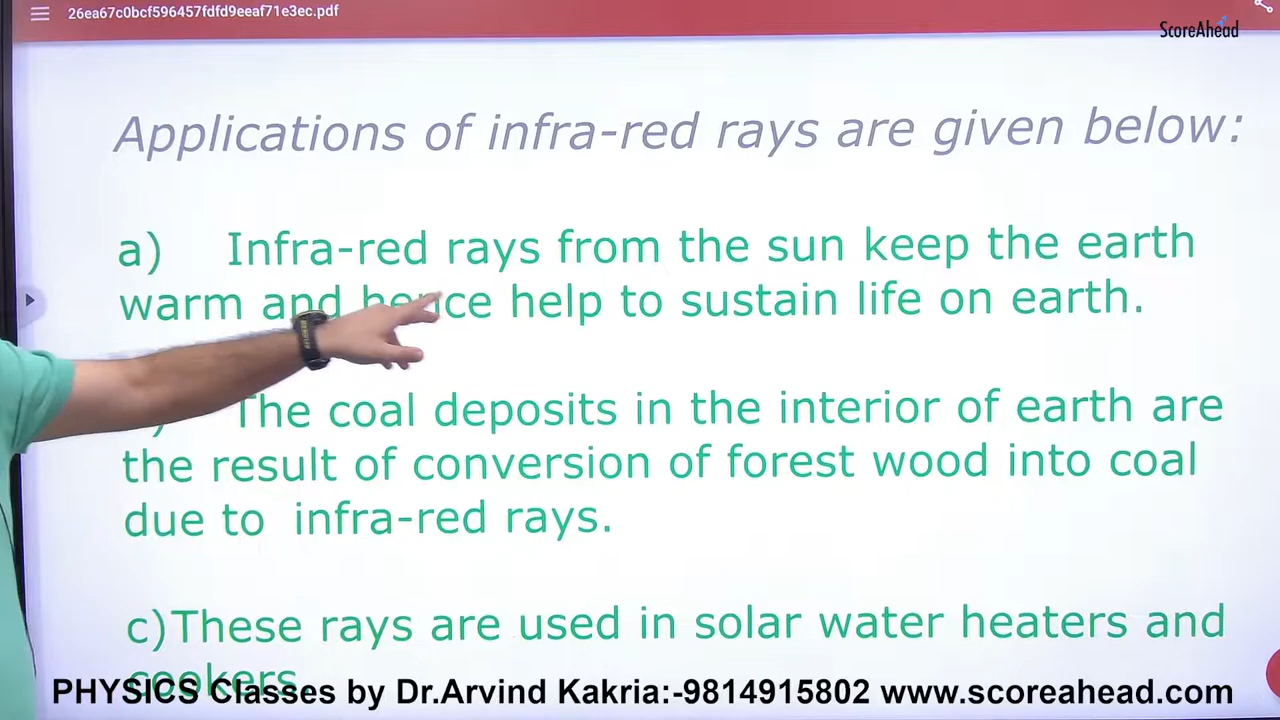 26ea67c0bcf596457fdfd9eeaf71e3ec.pdf
ScoreAhead
Applications of infra-red rays are given below:
a) Infra-red rays from the sun keep the earth
warm and hence help to sustain life on earth.
) The coal deposits in the interior of earth are
the result of conversion of forest wood into coal
due to infra-red rays.
c)These rays are used in solar water heaters and
cookers
PHYSICS Classes by Dr.Arvind Kakria:-9814915802 www.scoreahead.com